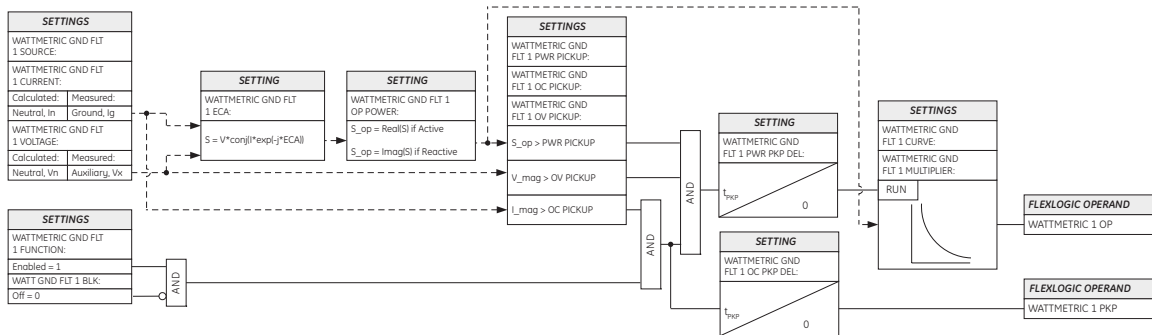 SETTINGS
WATTMETRIC GND FLT
1 SOURCE:
WATTMETRIC GND FLT
1 CURRENT:
Calculated: Measured:
Neutral, In Ground, Ig
WATTMETRIC GND FLT
1 VOLTAGE:
Calculated: Measured:
Neutral, Vn Auxiliary, Vx
SETTINGS
WATTMETRIC GND FLT
1 FUNCTION:
Enabled = 1
WATT GND FLT 1 BLK:
Off = 0
AND
SETTING
WATTMETRIC GND FLT
1 ECA:
S = V*conj(I*exp(-j*ECA))
SETTING
WATTMETRIC GND FLT 1
OP POWER:
S_op = Real(S) if Active
S_op = Imag(S) if Reactive
SETTINGS
WATTMETRIC GND
FLT 1 PWR PICKUP:
WATTMETRIC GND
FLT 1 OC PICKUP:
WATTMETRIC GND
FLT 1 OV PICKUP:
S_op > PWR PICKUP
V_mag > OV PICKUP
I_mag > OC PICKUP
AND
AND
SETTING
WATTMETRIC GND
FLT 1 PWR PKP DEL:
tPKP
0
SETTING
WATTMETRIC GND
FLT 1 OC PKP DEL:
tPKP
0
SETTINGS
WATTMETRIC GND
FLT 1 CURVE:
WATTMETRIC GND
FLT 1 MULTIPLIER:
RUN
FLEXLOGIC OPERAND
WATTMETRIC 1 OP
FLEXLOGIC OPERAND
WATTMETRIC 1 PKP